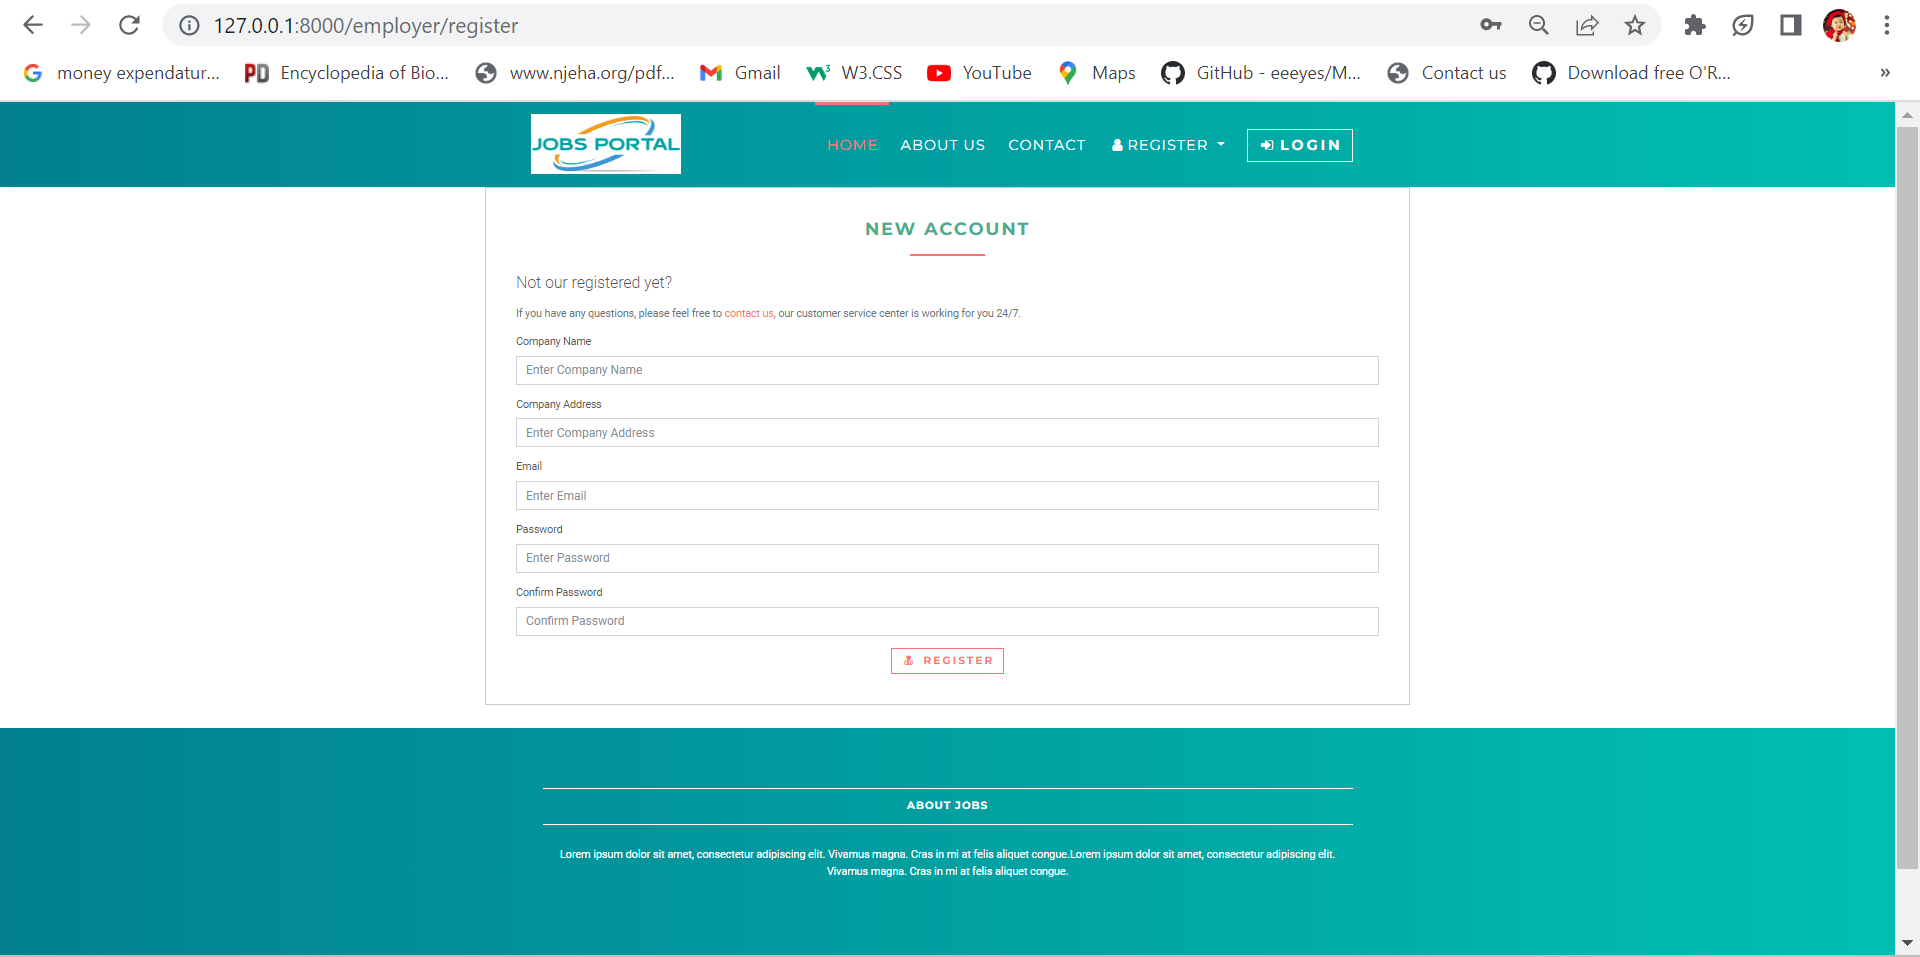 127.0.0.1:8000/employer/register
money expendatur... PD Encyclopedia of Bio... www.njeha.org/pdf... Gmail W3.CSS YouTube Maps GitHub - eeeyes/M... Contact us Download free O'R... »
JOBS PORTAL HOME ABOUT US CONTACT REGISTER LOGIN
NEW ACCOUNT
Not our registered yet?
If you have any questions, please feel free to contact us, our customer service center is working for you 24/7.
Company Name
Enter Company Name
Company Address
Enter Company Address
Email
Enter Email
Password
Enter Password
Confirm Password
Confirm Password
REGISTER
ABOUT JOBS
Lorem ipsum dolor sit amet, consectetur adipiscing elit. Vivamus magna. Cras in mi at felis aliquet congue.Lorem ipsum dolor sit amet, consectetur adipiscing elit.
Vivamus magna. Cras in mi at felis aliquet congue.